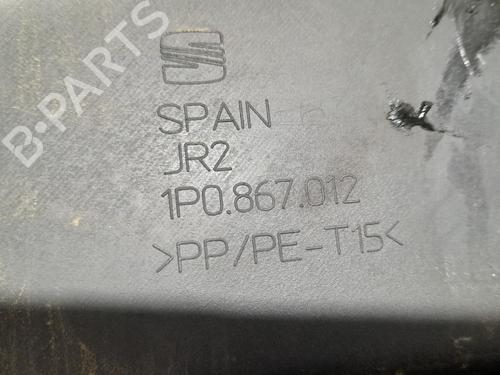 B-PARTS
SPAIN
JR2
1P0.867.012
>PP/PE-T15<